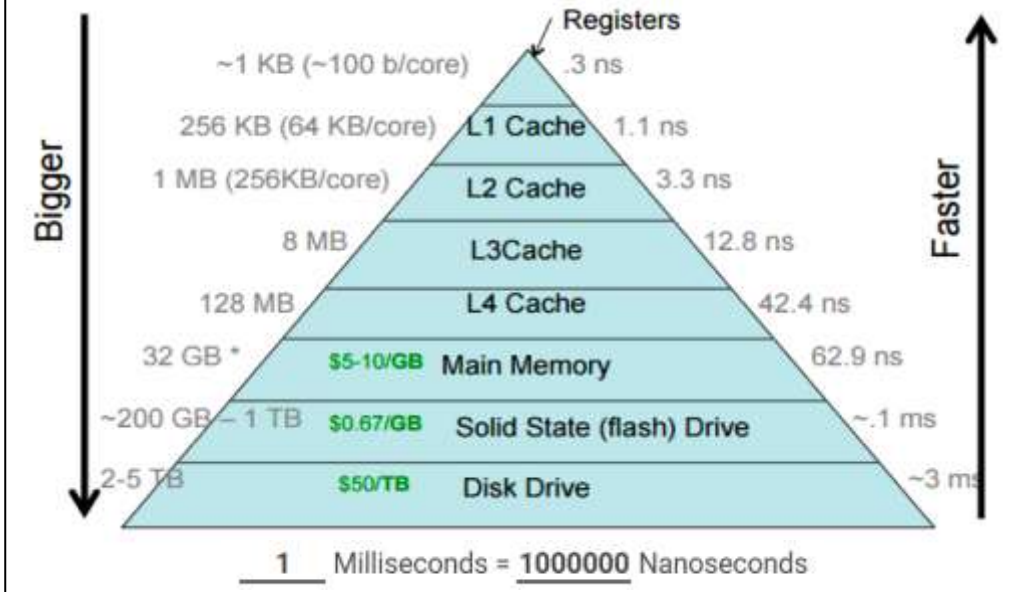 Registers
~1 KB (~100 b/core) .3 ns
256 KB (64 KB/core) L1 Cache 1.1 ns
1 MB (256KB/core) L2 Cache 3.3 ns
8 MB L3Cache 12.8 ns
128 MB L4 Cache 42.4 ns
32 GB * $5-10/GB Main Memory 62.9 ns
~200 GB – 1 TB $0.67/GB Solid State (flash) Drive ~.1 ms
2-5 TB $50/TB Disk Drive ~3 ms
Bigger
Faster
1 Milliseconds = 1000000 Nanoseconds